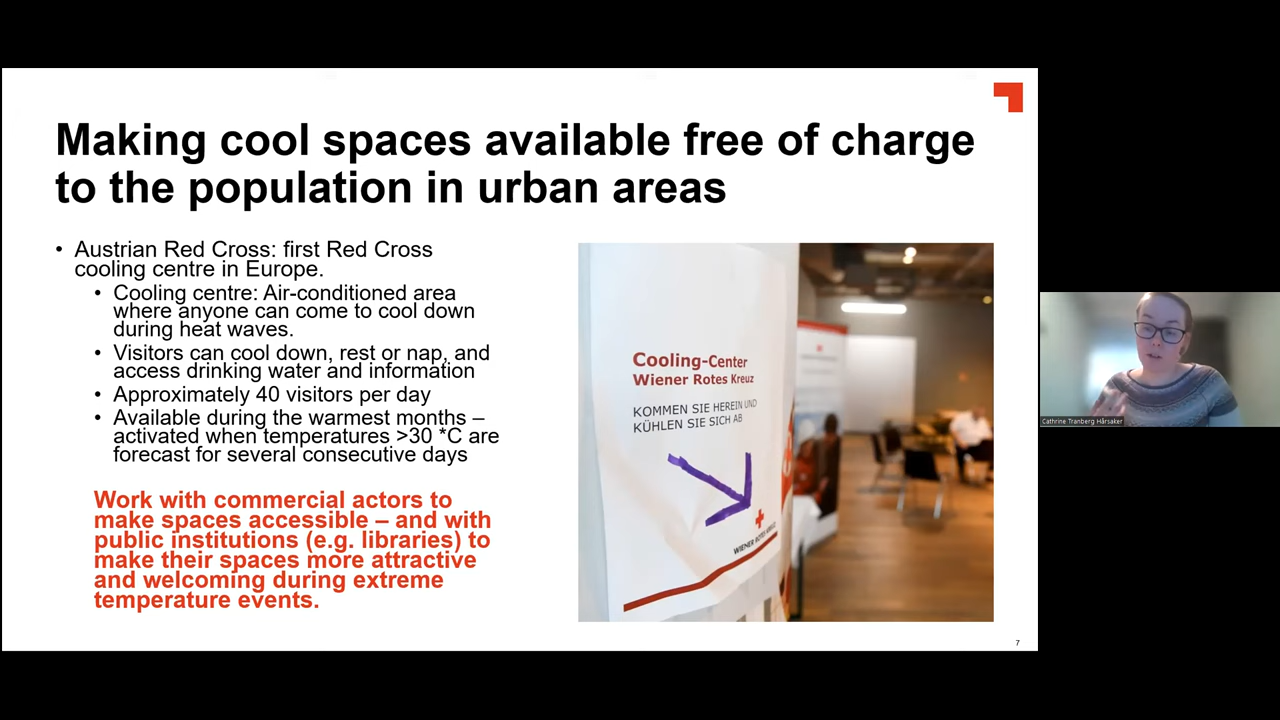 Making cool spaces available free of charge
to the population in urban areas
• Austrian Red Cross: first Red Cross
cooling centre in Europe.
• Cooling centre: Air-conditioned area
where anyone can come to cool down
during heat waves.
• Visitors can cool down, rest or nap, and
access drinking water and information
• Approximately 40 visitors per day
• Available during the warmest months –
activated when temperatures >30 *C are
forecast for several consecutive days
Work with commercial actors to
make spaces accessible – and with
public institutions (e.g. libraries) to
make their spaces more attractive
and welcoming during extreme
temperature events.
Cooling-Center
Wiener Rotes Kreuz
KOMMEN SIE HEREIN UND
KÜHLEN SIE SICH AB
WIENER ROTES KREUZ
7
Cathrine Tranberg Hårsaker